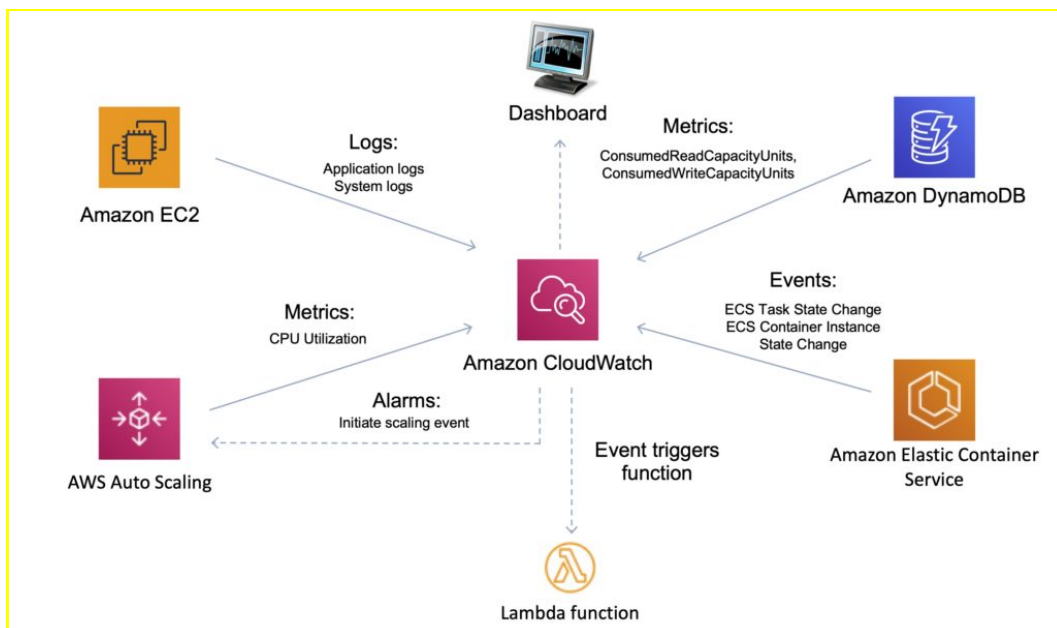 Dashboard
Logs:
Application logs
System logs
Amazon EC2
Metrics:
ConsumedReadCapacityUnits,
ConsumedWriteCapacityUnits
Amazon DynamoDB
Metrics:
CPU Utilization
Amazon CloudWatch
Events:
ECS Task State Change
ECS Container Instance
State Change
Alarms:
Initiate scaling event
AWS Auto Scaling
Event triggers
function
Amazon Elastic Container
Service
Lambda function